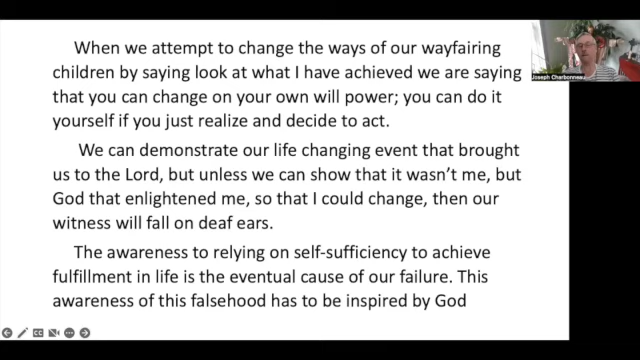 When we attempt to change the ways of our wayfairing
children by saying look at what I have achieved we are saying
that you can change on your own will power; you can do it
yourself if you just realize and decide to act.
We can demonstrate our life changing event that brought
us to the Lord, but unless we can show that it wasn't me, but
God that enlightened me, so that I could change, then our
witness will fall on deaf ears.
The awareness to relying on self-sufficiency to achieve
fulfillment in life is the eventual cause of our failure. This
awareness of this falsehood has to be inspired by God
Joseph Charbonneau